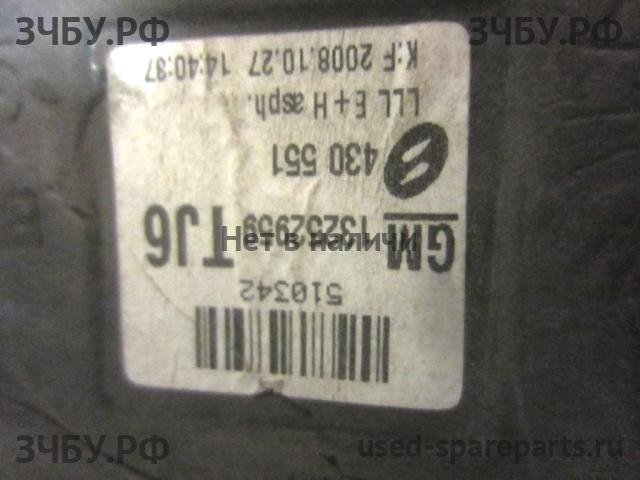 ЗЧБУ.РФ
ЗЧБУ.РФ
510342
GM 13252959 TJ6
Нет в наличии
430 551
LLL E+H asph.
K:F 2008.10.27 14:40:37
ЗЧБУ.РФ
used-spareparts.ru